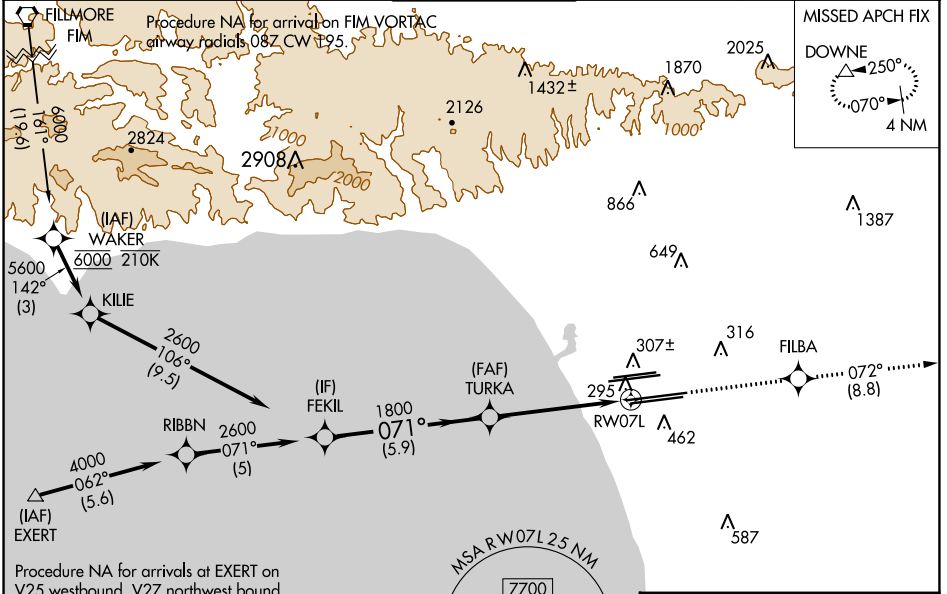 FILLMORE
FIM
Procedure NA for arrival on FIM VORTAC
airway radials 087 CW 195.
MISSED APCH FIX
DOWNE
250°
070°
4 NM
2025
1870
1432±
2126
1000
1000
2824
2908
2000
6000
161°
(19.6)
866
1387
649
(IAF)
WAKER
6000 210K
5600
142°
(3)
KILIE
2600
106°
(9.5)
307±
316
FILBA
072°
(8.8)
295
RW07L
462
(FAF)
TURKA
(IF)
FEKIL
1800
071°
(5.9)
RIBBN
2600
071°
(5)
4000
062°
(5.6)
(IAF)
EXERT
587
MSA RW07L 25 NM
7700
Procedure NA for arrivals at EXERT on
V25 westbound, V27 northwest bound